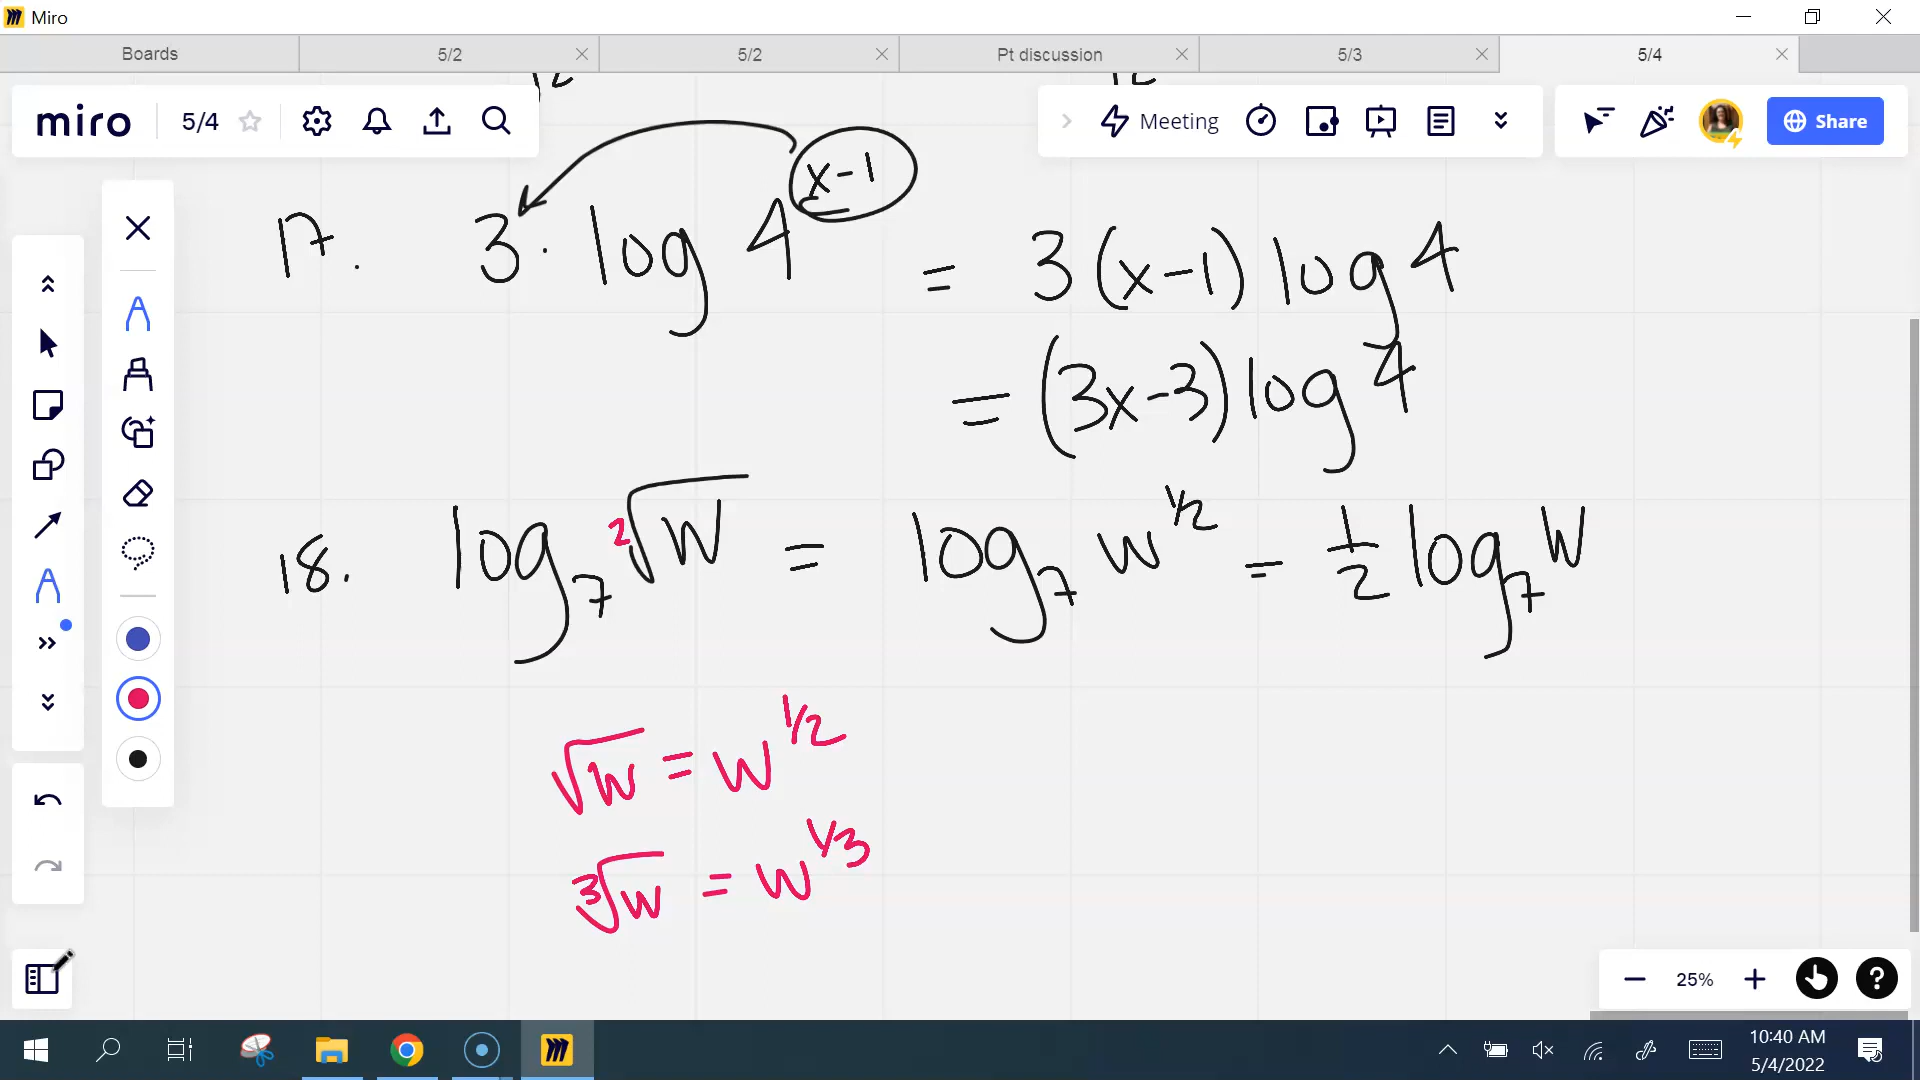 Miro
Boards 5/2 5/2 Pt discussion 5/3 5/4
miro 5/4 Meeting Share
17. 3 · log 4^(x-1) = 3(x-1) log 4
= (3x-3) log 4
18. log₇ ²√w = log₇ w^(1/2) = 1/2 log₇ w
√w = w^(1/2)
³√w = w^(1/3)
25%
10:40 AM
5/4/2022